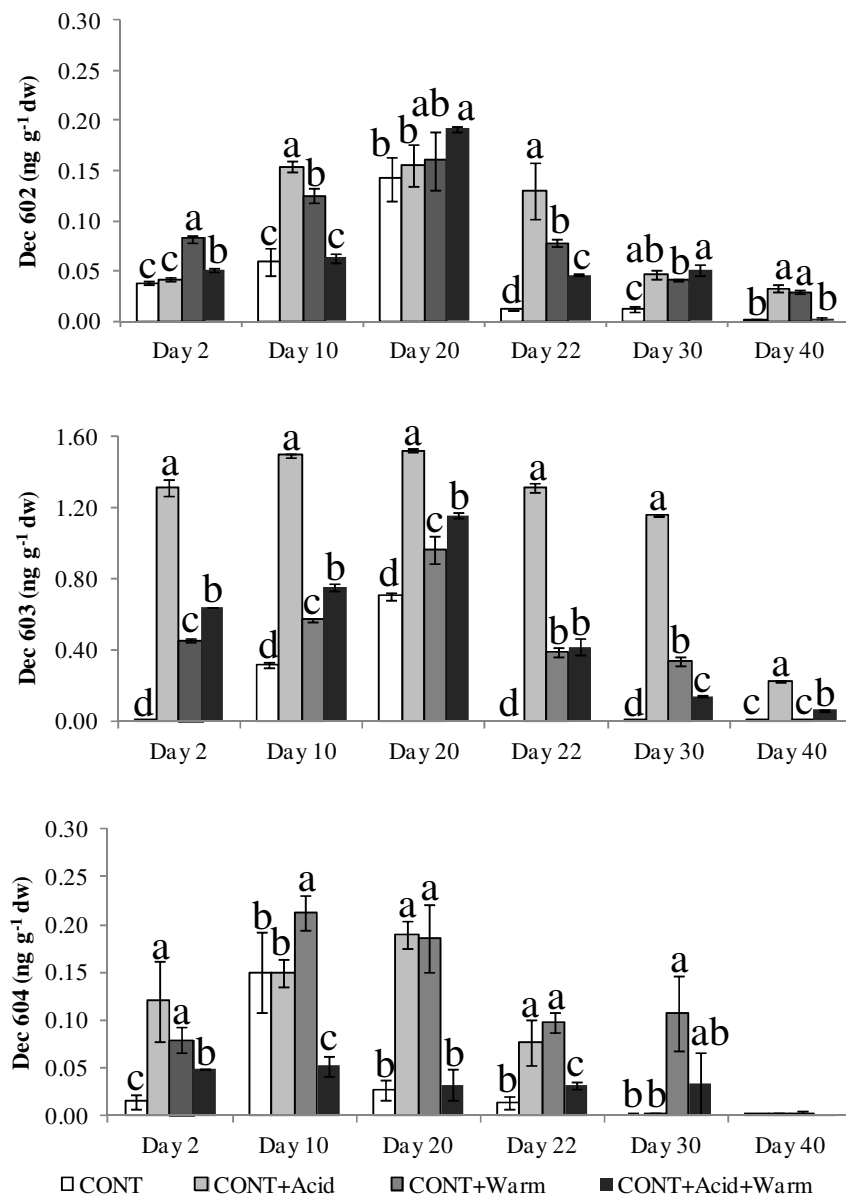 0.30
0.25
0.20
0.15
0.10
0.05
0.00
Dec 602 (ng g⁻¹ dw)
c c a b
c a b c
b b ab a
d a b c
c ab b a
b a a b
Day 2 Day 10 Day 20 Day 22 Day 30 Day 40
1.60
1.20
0.80
0.40
0.00
Dec 603 (ng g⁻¹ dw)
d a c b
d a c b
d a c b
d a b b
d a b c
c a c b
Day 2 Day 10 Day 20 Day 22 Day 30 Day 40
0.30
0.25
0.20
0.15
0.10
0.05
0.00
Dec 604 (ng g⁻¹ dw)
c a a b
b b a c
b a a b
b a a c
b b a ab
Day 2 Day 10 Day 20 Day 22 Day 30 Day 40
CONT CONT+Acid CONT+Warm CONT+Acid+Warm